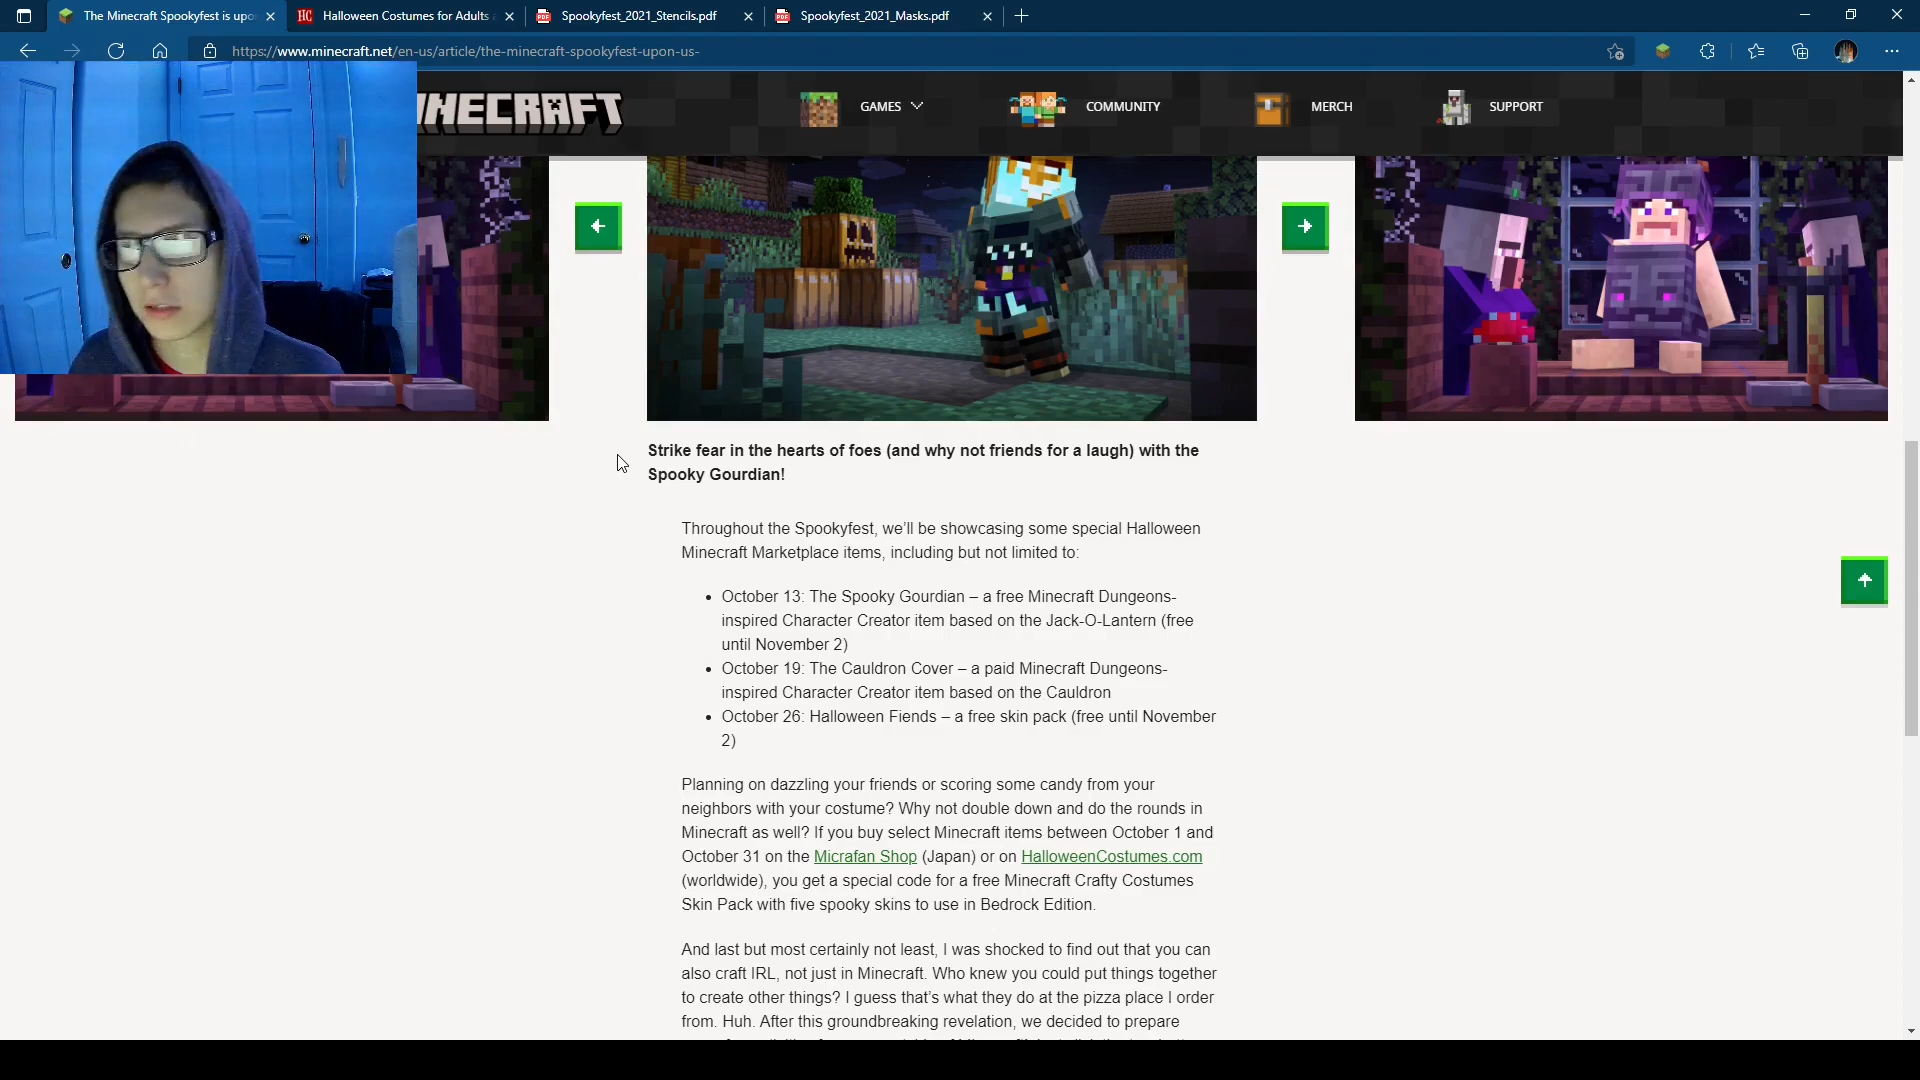 The Minecraft Spookyfest is upo
Halloween Costumes for Adults a
Spookyfest_2021_Stencils.pdf
Spookyfest_2021_Masks.pdf
https://www.minecraft.net/en-us/article/the-minecraft-spookyfest-upon-us-
MINECRAFT
GAMES
COMMUNITY
MERCH
SUPPORT
Strike fear in the hearts of foes (and why not friends for a laugh) with the
Spooky Gourdian!
Throughout the Spookyfest, we'll be showcasing some special Halloween
Minecraft Marketplace items, including but not limited to:
• October 13: The Spooky Gourdian – a free Minecraft Dungeons-
inspired Character Creator item based on the Jack-O-Lantern (free
until November 2)
• October 19: The Cauldron Cover – a paid Minecraft Dungeons-
inspired Character Creator item based on the Cauldron
• October 26: Halloween Fiends – a free skin pack (free until November
2)
Planning on dazzling your friends or scoring some candy from your
neighbors with your costume? Why not double down and do the rounds in
Minecraft as well? If you buy select Minecraft items between October 1 and
October 31 on the Micrafan Shop (Japan) or on HalloweenCostumes.com
(worldwide), you get a special code for a free Minecraft Crafty Costumes
Skin Pack with five spooky skins to use in Bedrock Edition.
And last but most certainly not least, I was shocked to find out that you can
also craft IRL, not just in Minecraft. Who knew you could put things together
to create other things? I guess that's what they do at the pizza place I order
from. Huh. After this groundbreaking revelation, we decided to prepare